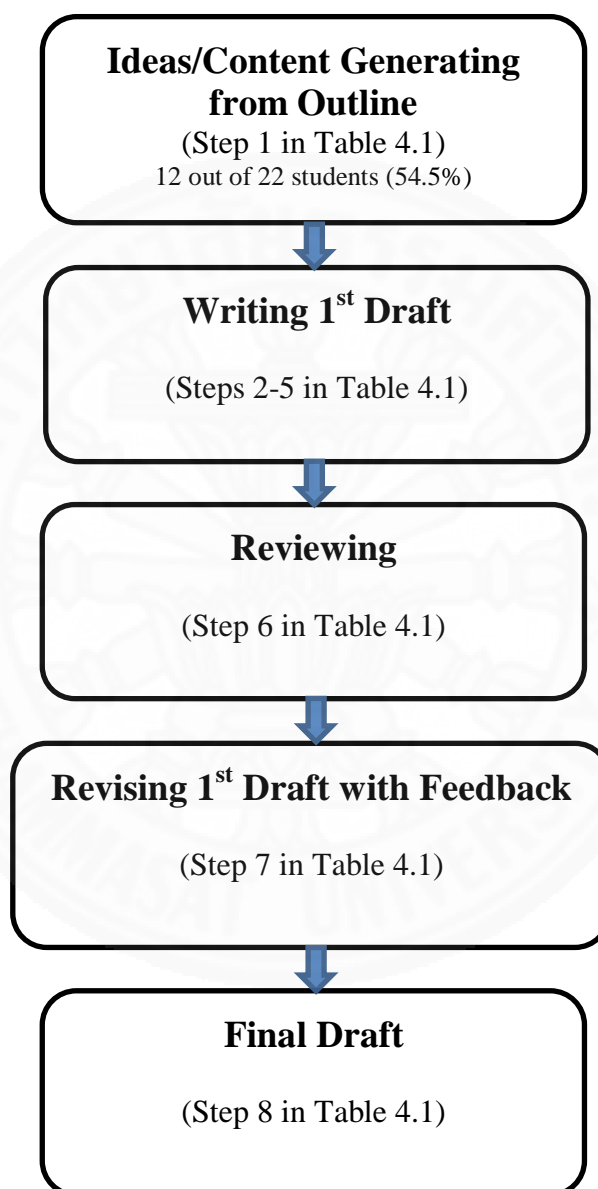 Ideas/Content Generating
from Outline
(Step 1 in Table 4.1)
12 out of 22 students (54.5%)
Writing 1st Draft
(Steps 2-5 in Table 4.1)
Reviewing
(Step 6 in Table 4.1)
Revising 1st Draft with Feedback
(Step 7 in Table 4.1)
Final Draft
(Step 8 in Table 4.1)